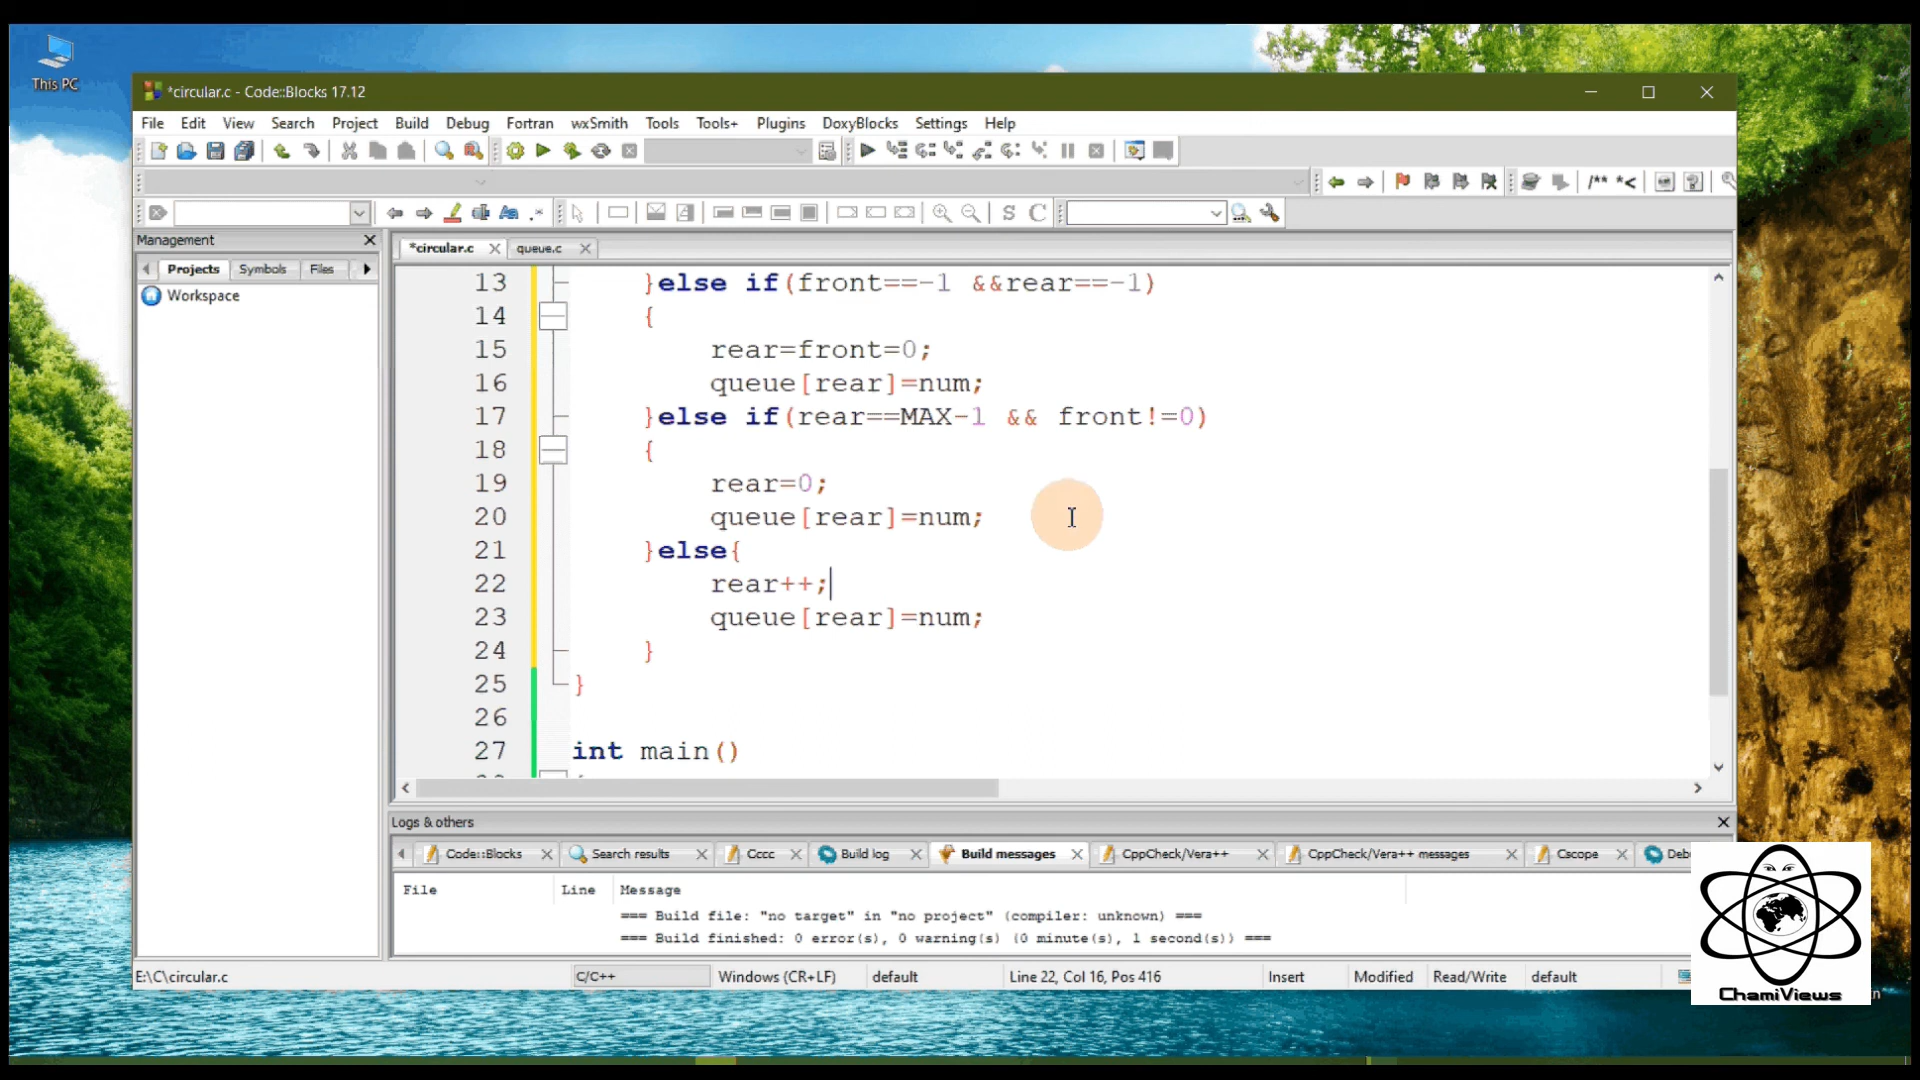 This PC
*circular.c - Code::Blocks 17.12
File Edit View Search Project Build Debug Fortran wxSmith Tools Tools+ Plugins DoxyBlocks Settings Help
/** *<
Aa .*
S C
Management
*circular.c queue.c
Projects Symbols Files
Workspace
13 }else if(front==-1 &&rear==-1)
14 {
15 rear=front=0;
16 queue[rear]=num;
17 }else if(rear==MAX-1 && front!=0)
18 {
19 rear=0;
20 queue[rear]=num;
21 }else{
22 rear++;
23 queue[rear]=num;
24 }
25 }
26
27 int main()
Logs & others
Code::Blocks Search results Cccc Build log Build messages CppCheck/Vera++ CppCheck/Vera++ messages Cscope Deb
File Line Message
=== Build file: "no target" in "no project" (compiler: unknown) ===
=== Build finished: 0 error(s), 0 warning(s) (0 minute(s), 1 second(s)) ===
E:\C\circular.c C/C++ Windows (CR+LF) default Line 22, Col 16, Pos 416 Insert Modified Read/Write default
ChamiViews